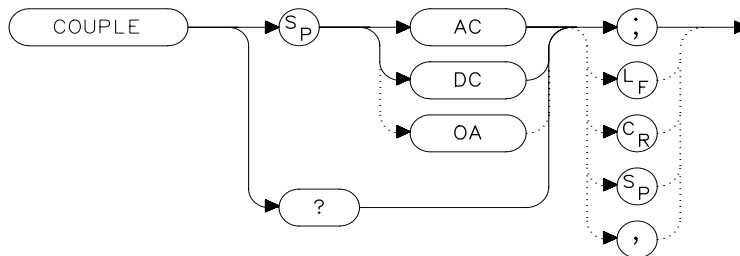 COUPLE SP AC ;
DC LF
OA CR
SP
?
,